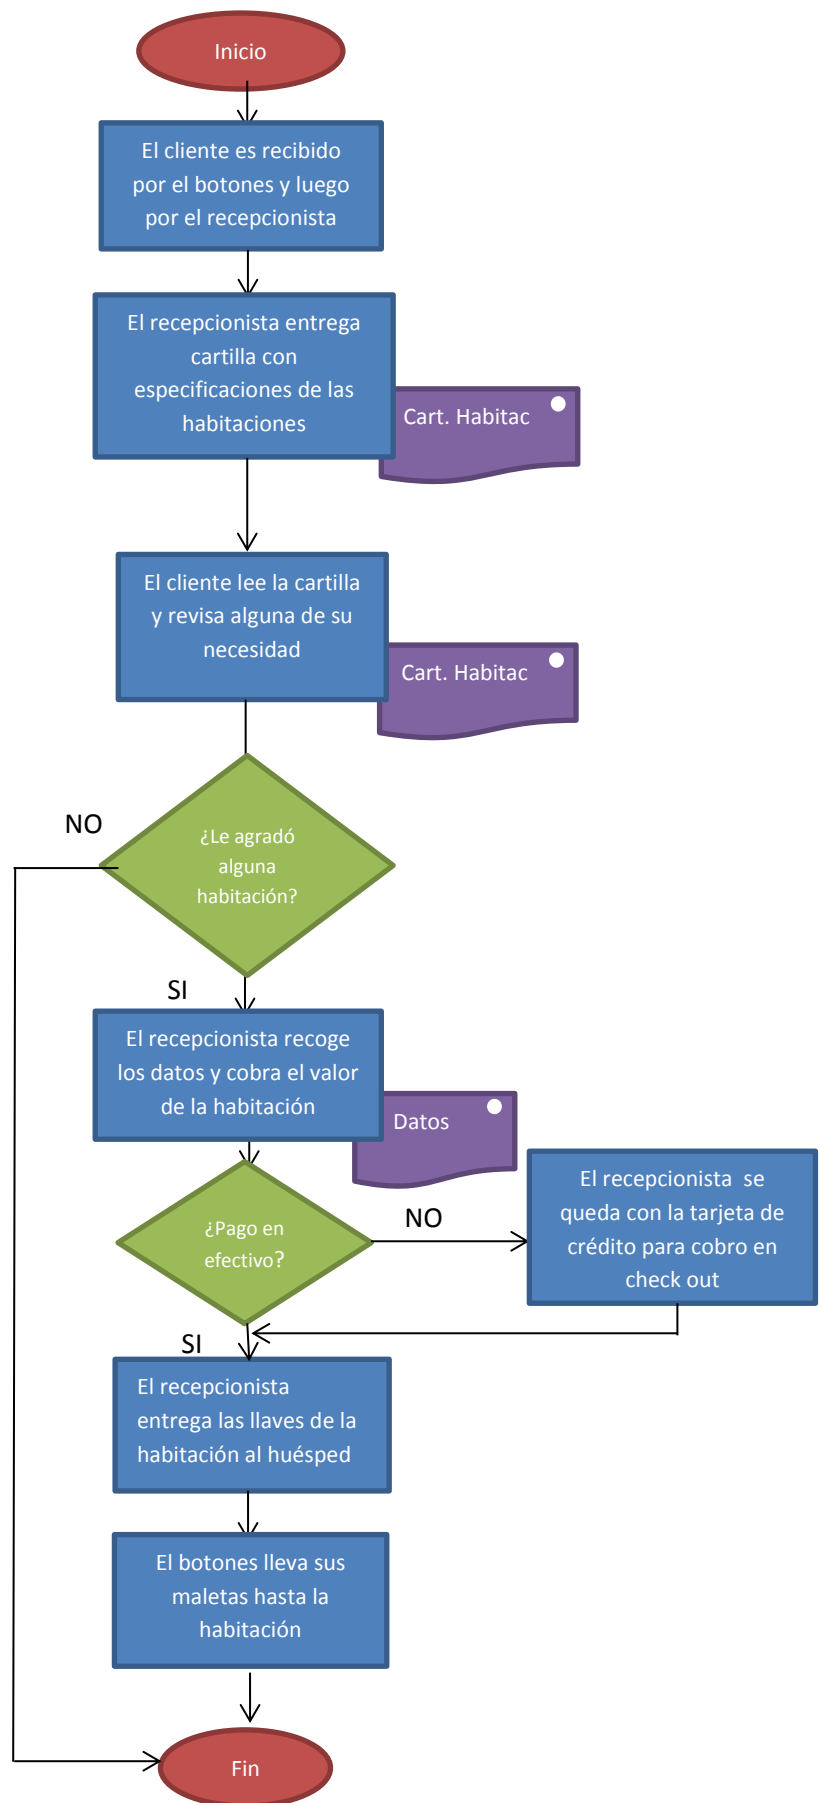 Inicio
El cliente es recibido
por el botones y luego
por el recepcionista
El recepcionista entrega
cartilla con
especificaciones de las
habitaciones
Cart. Habitac
El cliente lee la cartilla
y revisa alguna de su
necesidad
Cart. Habitac
NO
¿Le agradó
alguna
habitación?
SI
El recepcionista recoge
los datos y cobra el valor
de la habitación
Datos
¿Pago en
efectivo?
NO
El recepcionista  se
queda con la tarjeta de
crédito para cobro en
check out
SI
El recepcionista
entrega las llaves de la
habitación al huésped
El botones lleva sus
maletas hasta la
habitación
Fin